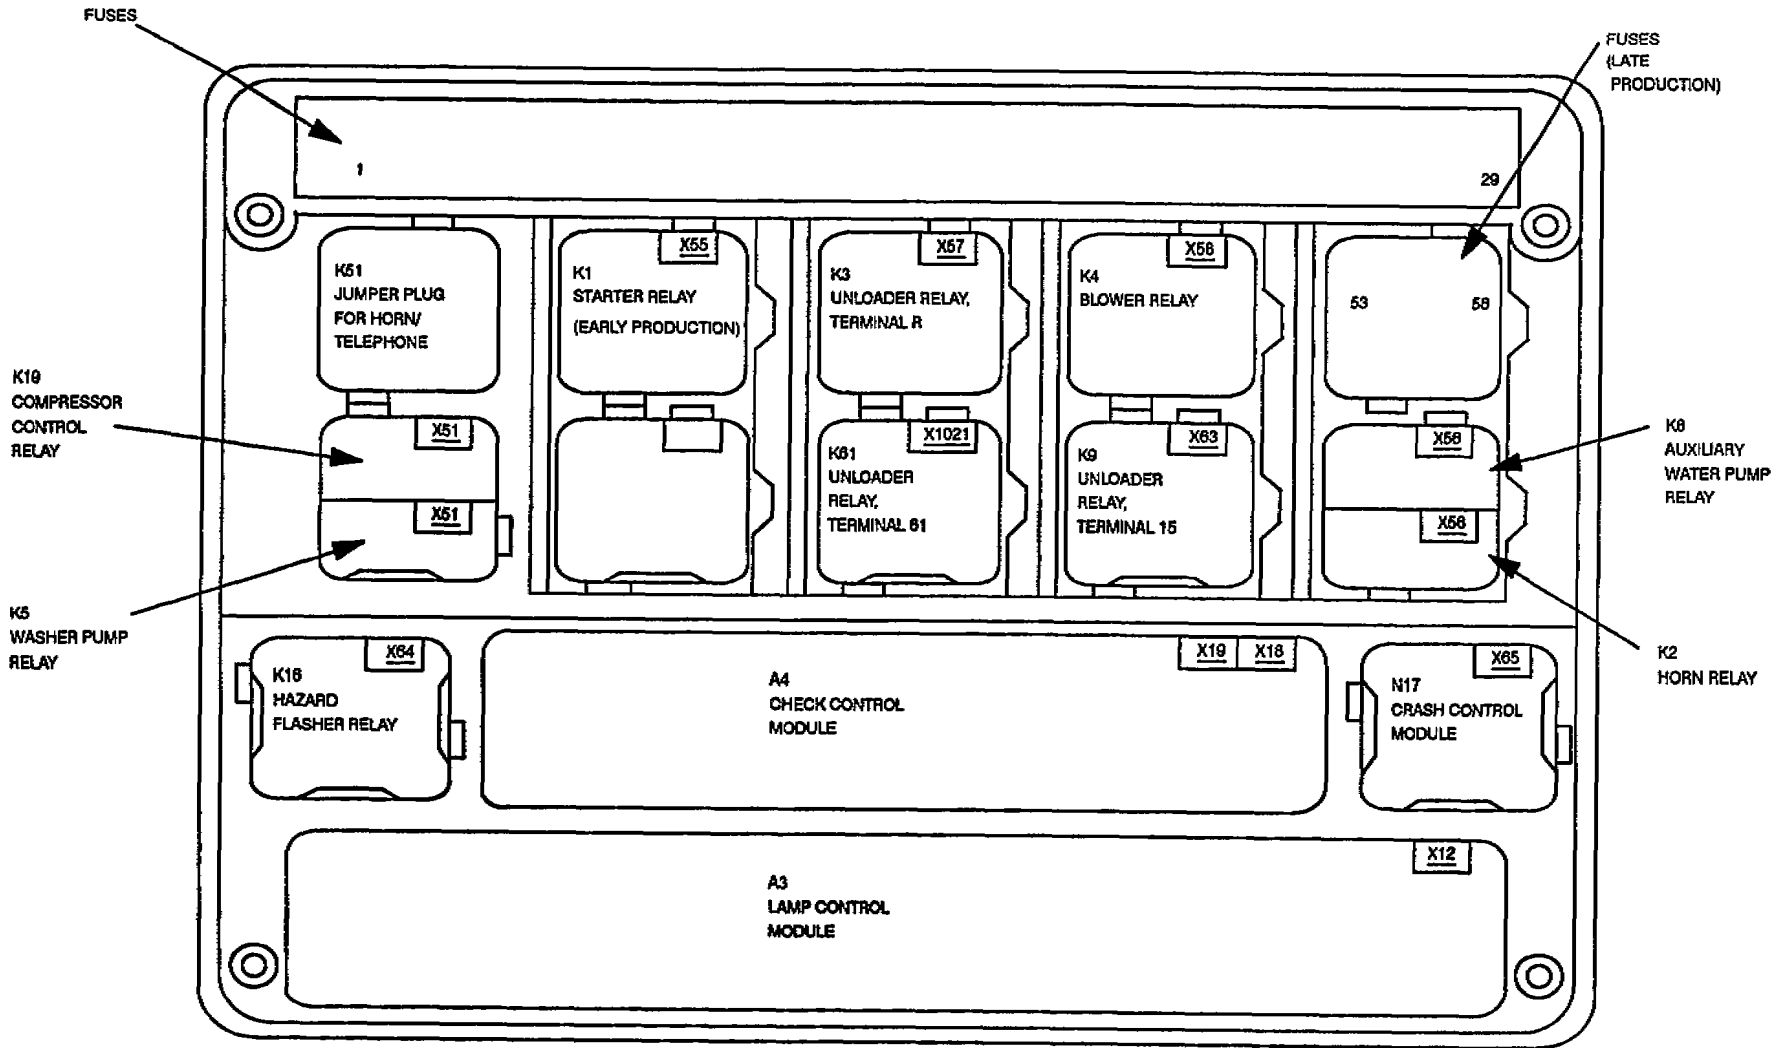 FUSES
FUSES
(LATE
PRODUCTION)
1
29
K51
JUMPER PLUG
FOR HORN/
TELEPHONE
X55
K1
STARTER RELAY
(EARLY PRODUCTION)
X57
K3
UNLOADER RELAY,
TERMINAL R
X58
K4
BLOWER RELAY
53
58
K19
COMPRESSOR
CONTROL
RELAY
X51
X51
K5
WASHER PUMP
RELAY
X1021
K61
UNLOADER
RELAY,
TERMINAL 61
X63
K9
UNLOADER
RELAY,
TERMINAL 15
X56
X56
K6
AUXILIARY
WATER PUMP
RELAY
K2
HORN RELAY
X64
K16
HAZARD
FLASHER RELAY
X19
X18
A4
CHECK CONTROL
MODULE
X65
N17
CRASH CONTROL
MODULE
X12
A3
LAMP CONTROL
MODULE